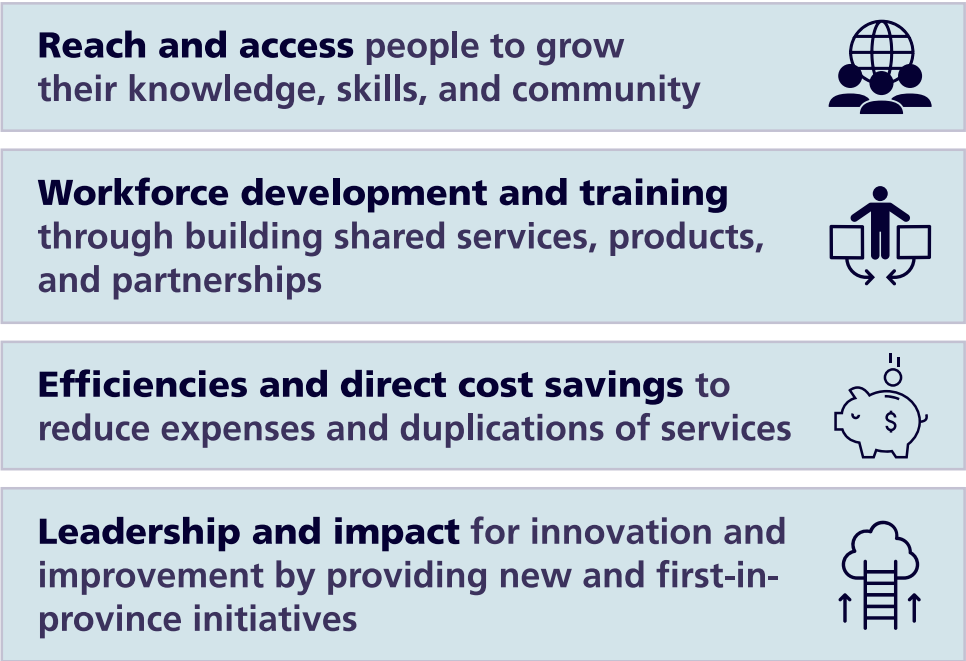 Reach and access people to grow
their knowledge, skills, and community
Workforce development and training
through building shared services, products,
and partnerships
Efficiencies and direct cost savings to
reduce expenses and duplications of services
$
Leadership and impact for innovation and
improvement by providing new and first-in-
province initiatives